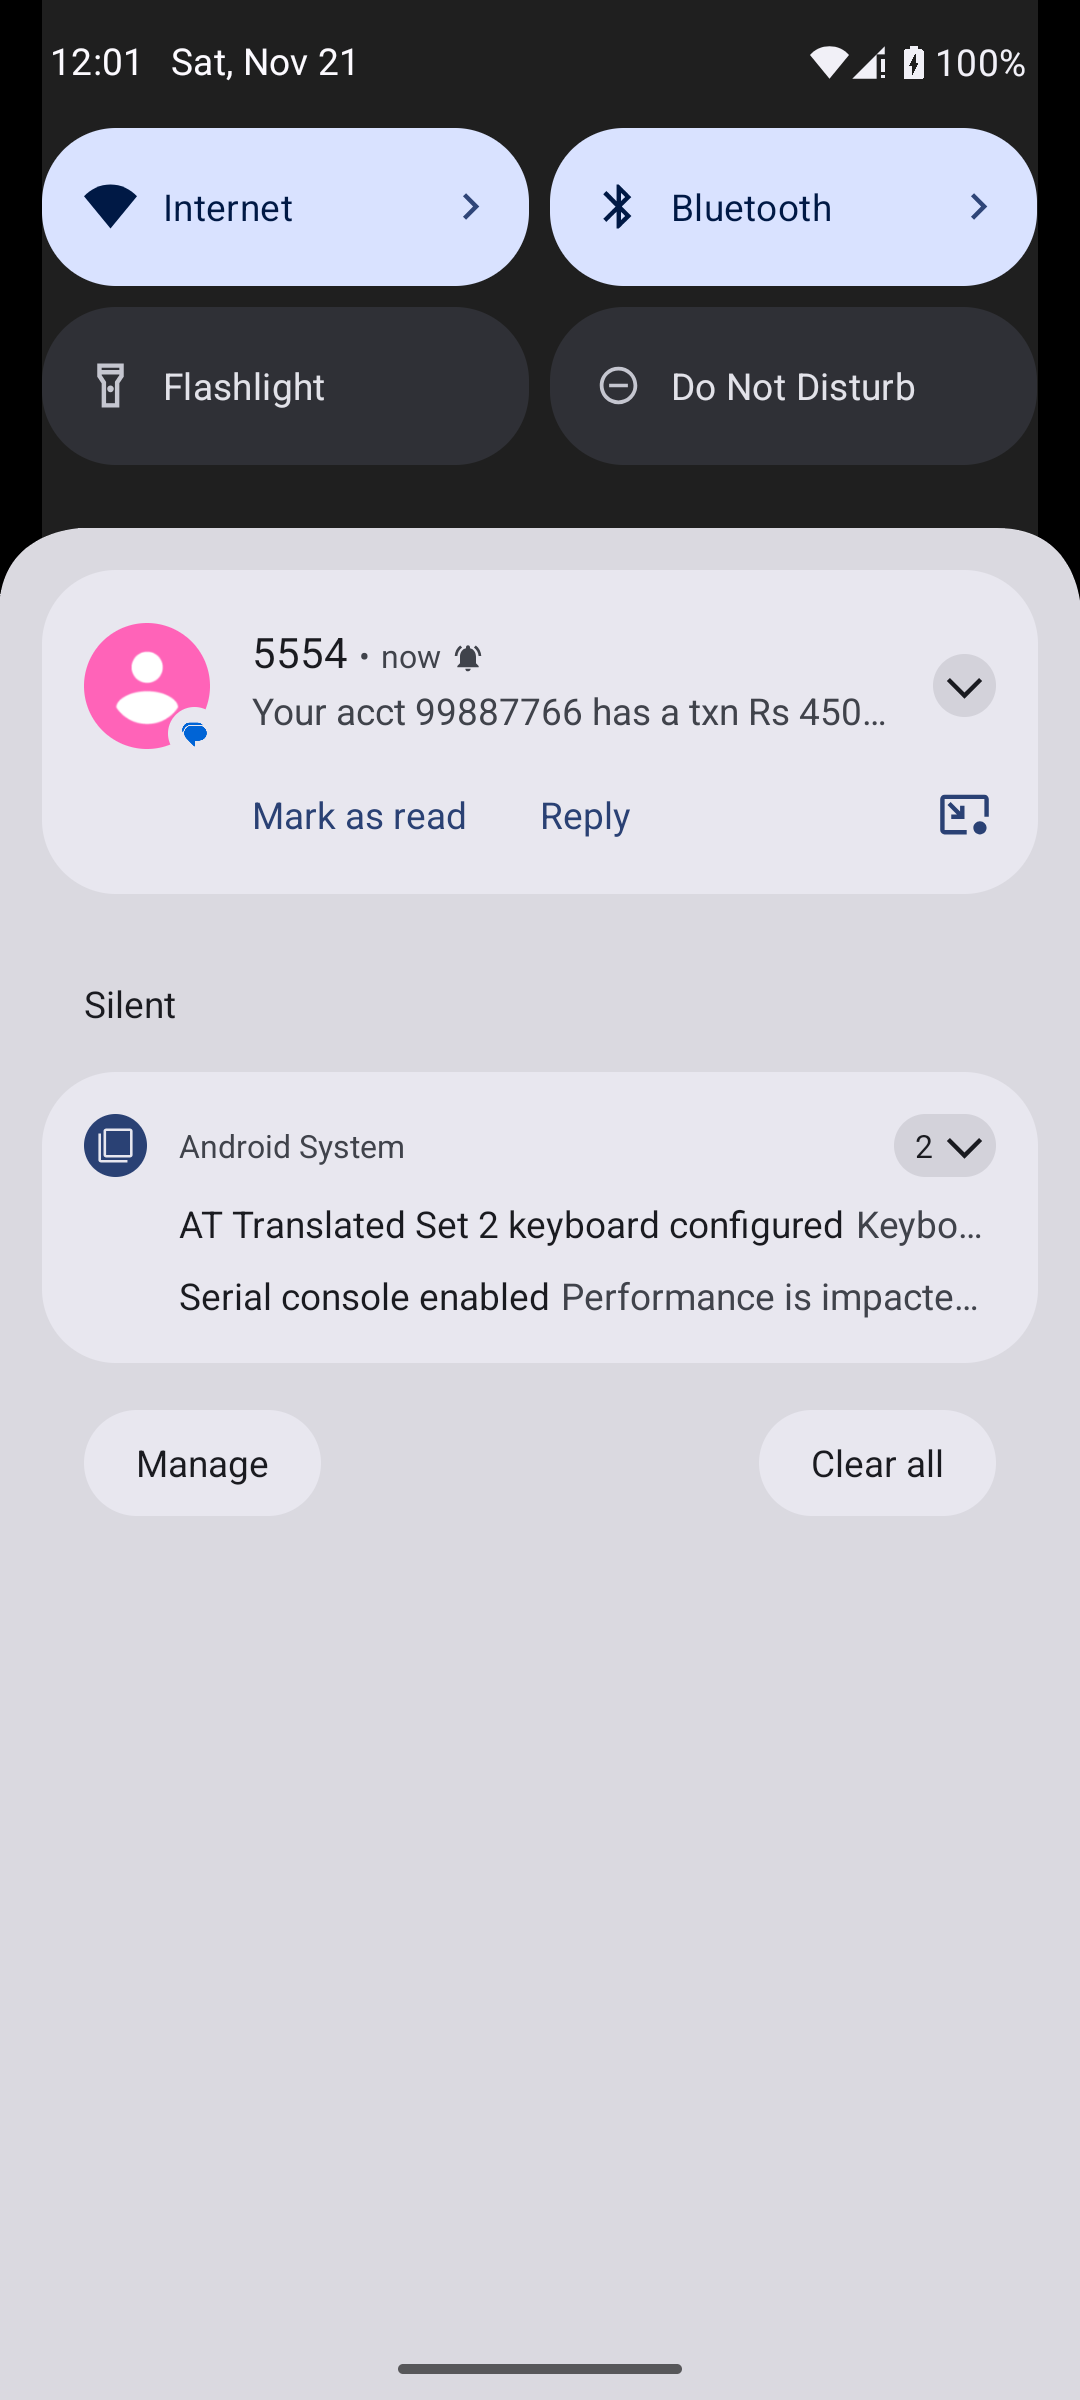 12:01 Sat, Nov 21 100%
Internet Bluetooth
Flashlight Do Not Disturb
5554 • now
Your acct 99887766 has a txn Rs 450…
Mark as read Reply
Silent
Android System 2
AT Translated Set 2 keyboard configured Keybo…
Serial console enabled Performance is impacte…
Manage Clear all